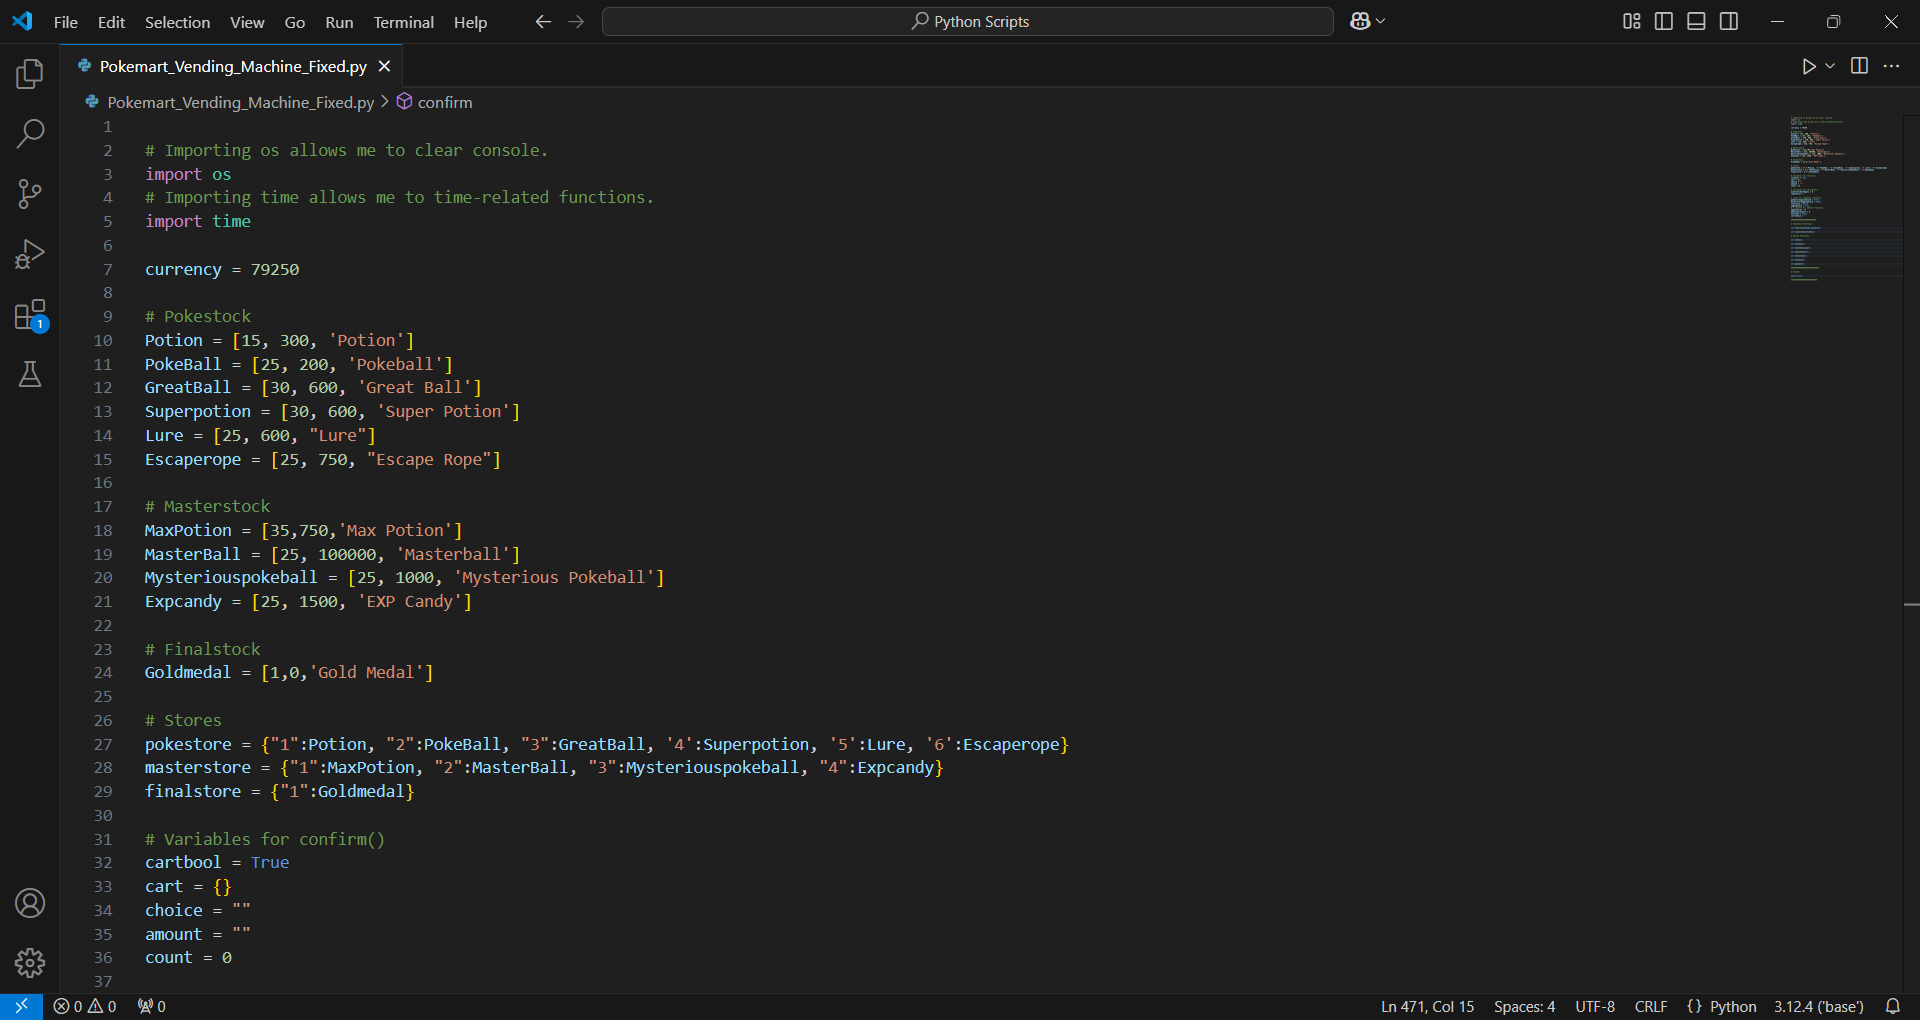 File Edit Selection View Go Run Terminal Help Python Scripts
Pokemart_Vending_Machine_Fixed.py
Pokemart_Vending_Machine_Fixed.py > confirm
1
2 # Importing os allows me to clear console.
3 import os
4 # Importing time allows me to time-related functions.
5 import time
6
7 currency = 79250
8
9 # Pokestock
10 Potion = [15, 300, 'Potion']
11 PokeBall = [25, 200, 'Pokeball']
12 GreatBall = [30, 600, 'Great Ball']
13 Superpotion = [30, 600, 'Super Potion']
14 Lure = [25, 600, "Lure"]
15 Escaperope = [25, 750, "Escape Rope"]
16
17 # Masterstock
18 MaxPotion = [35,750,'Max Potion']
19 MasterBall = [25, 100000, 'Masterball']
20 Mysteriouspokeball = [25, 1000, 'Mysterious Pokeball']
21 Expcandy = [25, 1500, 'EXP Candy']
22
23 # Finalstock
24 Goldmedal = [1,0,'Gold Medal']
25
26 # Stores
27 pokestore = {"1":Potion, "2":PokeBall, "3":GreatBall, '4':Superpotion, '5':Lure, '6':Escaperope}
28 masterstore = {"1":MaxPotion, "2":MasterBall, "3":Mysteriouspokeball, "4":Expcandy}
29 finalstore = {"1":Goldmedal}
30
31 # Variables for confirm()
32 cartbool = True
33 cart = {}
34 choice = ""
35 amount = ""
36 count = 0
37
1
0 0 0 Ln 471, Col 15 Spaces: 4 UTF-8 CRLF {} Python 3.12.4 ('base')